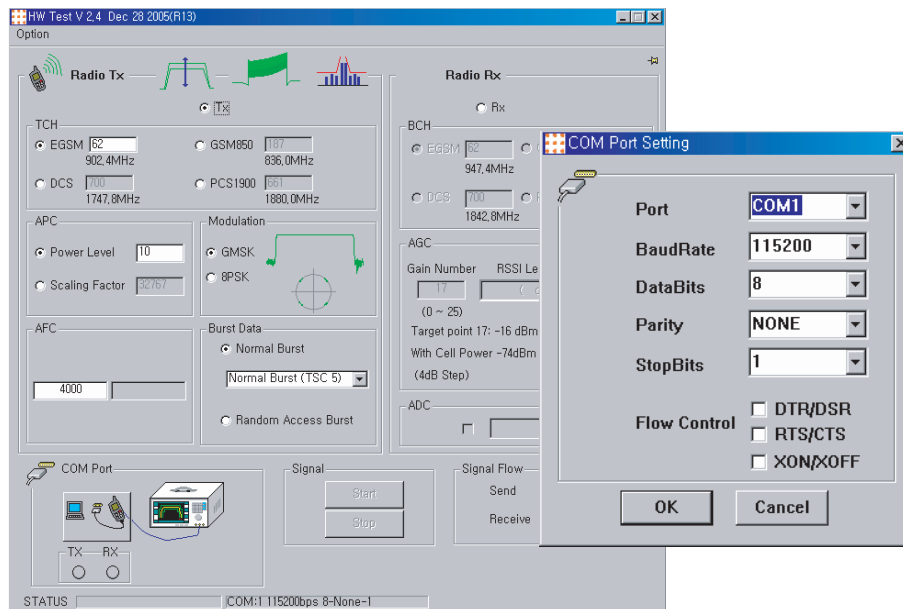 HW Test V 2,4 Dec 28 2005(R13)
Option
Radio Tx
Tx
TCH
EGSM 62
902,4MHz
GSM850 187
836,0MHz
DCS 700
1747,8MHz
PCS1900 661
1880,0MHz
APC
Power Level 10
Scaling Factor 32767
Modulation
GMSK
8PSK
AFC
4000
Burst Data
Normal Burst
Normal Burst (TSC 5)
Random Access Burst
Radio Rx
Rx
BCH
EGSM 62
947,4MHz
DCS 700
1842,8MHz
AGC
Gain Number RSSI Le
17
(0 ~ 25)
Target point 17: -16 dBm
With Cell Power -74dBm
(4dB Step)
ADC
COM Port
TX RX
Signal
Start
Stop
Signal Flow
Send
Receive
STATUS
COM:1 115200bps 8-None-1
COM Port Setting
Port COM1
BaudRate 115200
DataBits 8
Parity NONE
StopBits 1
Flow Control
DTR/DSR
RTS/CTS
XON/XOFF
OK Cancel